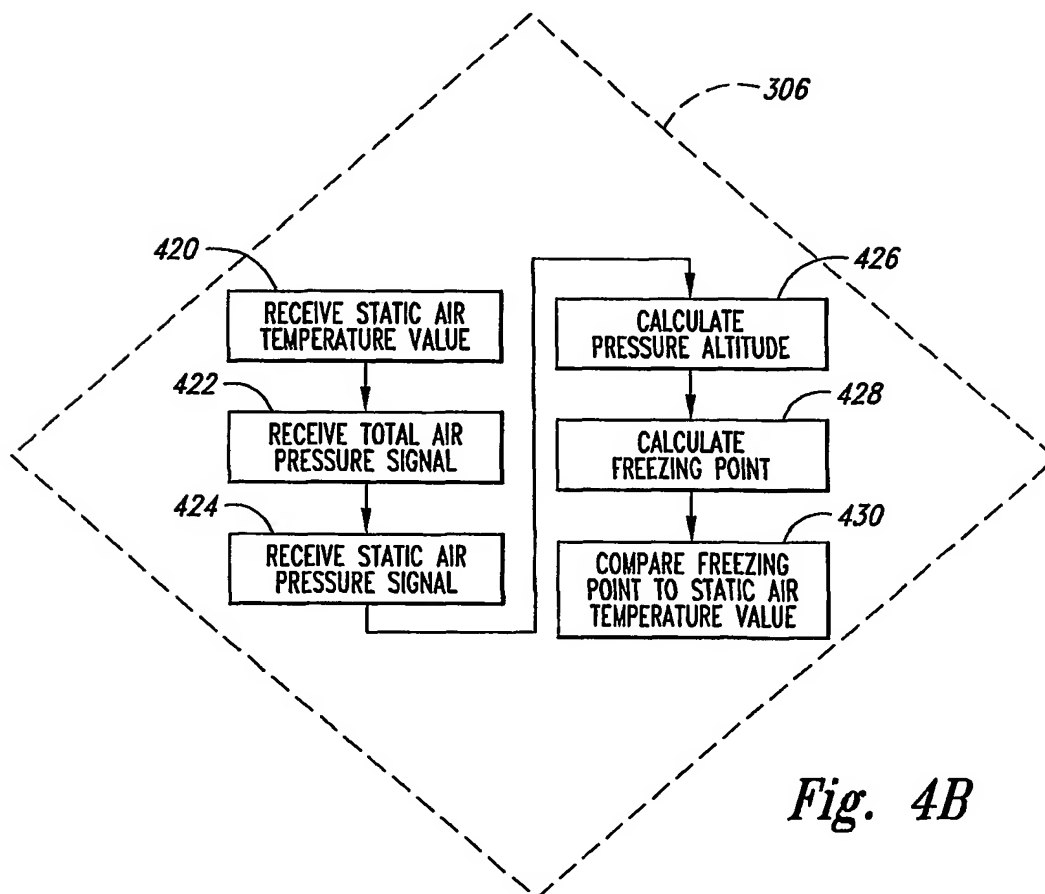 306
420
RECEIVE STATIC AIR
TEMPERATURE VALUE
422
RECEIVE TOTAL AIR
PRESSURE SIGNAL
424
RECEIVE STATIC AIR
PRESSURE SIGNAL
426
CALCULATE
PRESSURE ALTITUDE
428
CALCULATE
FREEZING POINT
430
COMPARE FREEZING
POINT TO STATIC AIR
TEMPERATURE VALUE
Fig. 4B